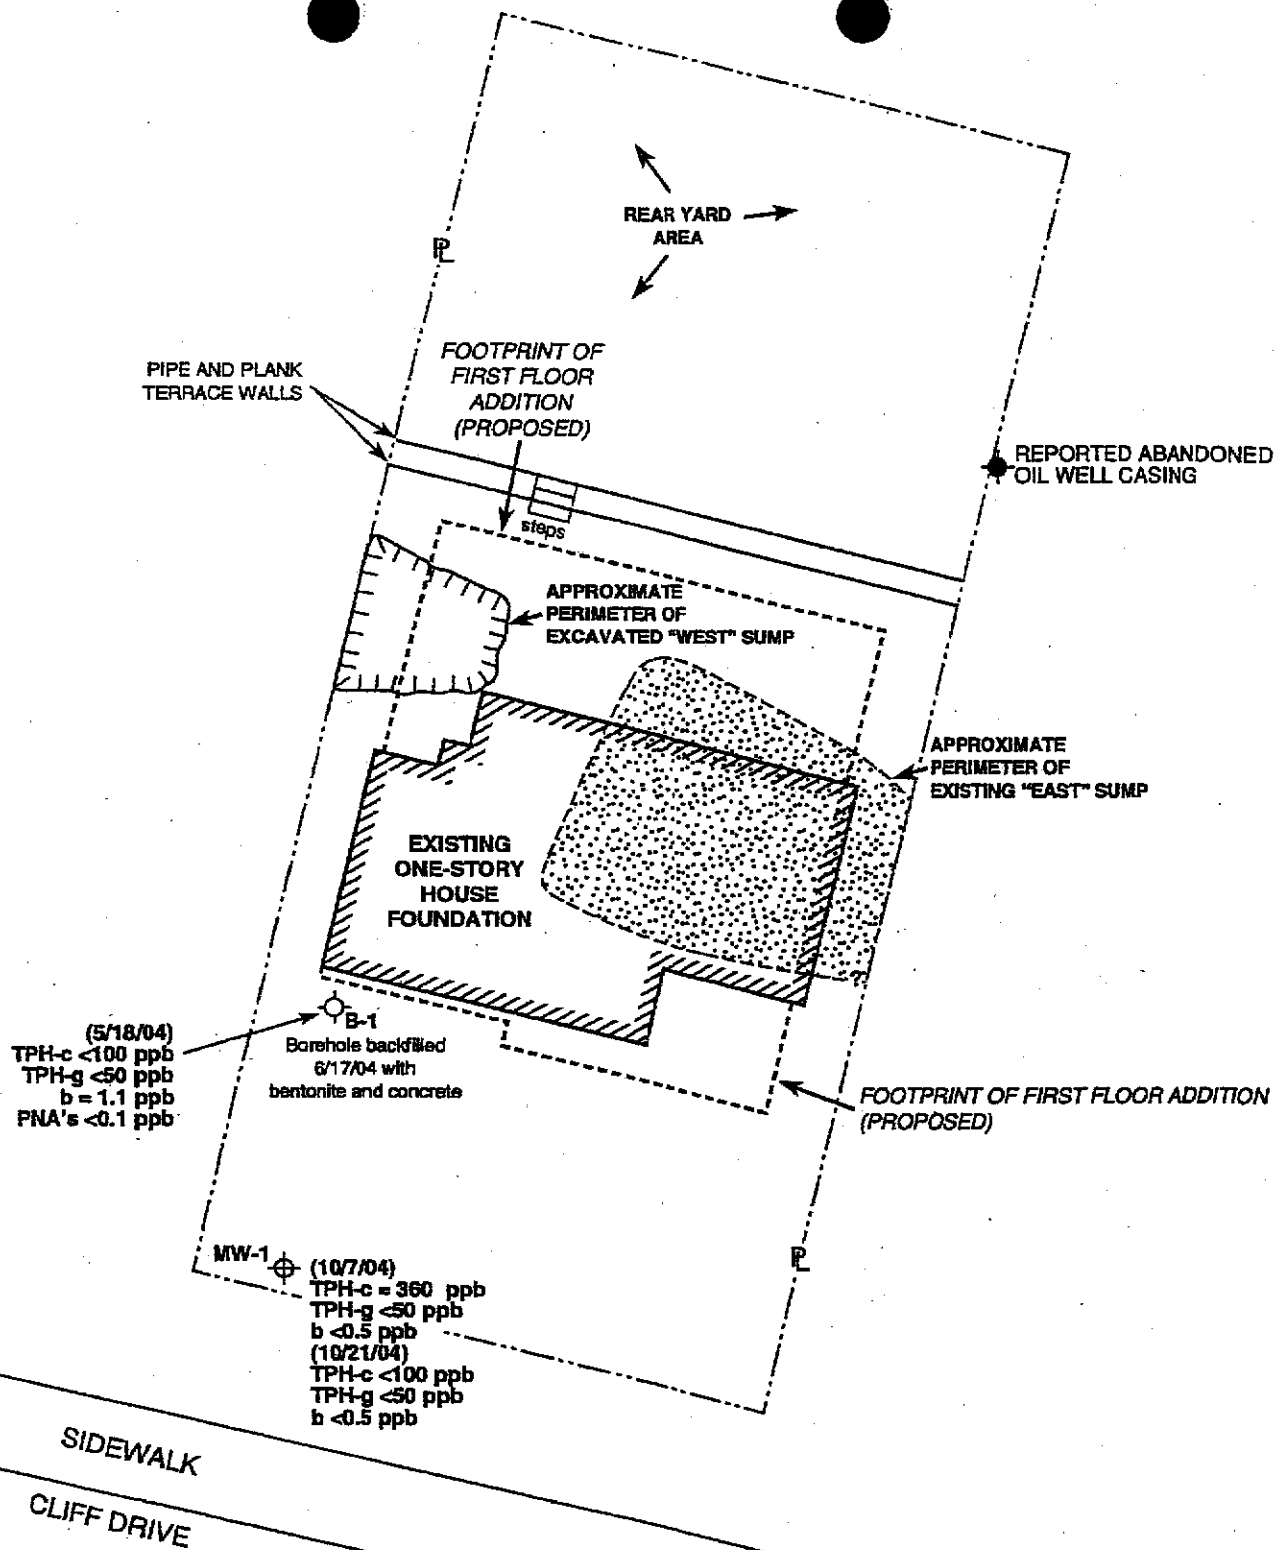 REAR YARD
AREA
PL
FOOTPRINT OF
FIRST FLOOR
ADDITION
(PROPOSED)
PIPE AND PLANK
TERRACE WALLS
REPORTED ABANDONED
OIL WELL CASING
steps
APPROXIMATE
PERIMETER OF
EXCAVATED "WEST" SUMP
APPROXIMATE
PERIMETER OF
EXISTING "EAST" SUMP
EXISTING
ONE-STORY
HOUSE
FOUNDATION
?
B-1
Borehole backfilled
6/17/04 with
bentonite and concrete
(5/18/04)
TPH-c <100 ppb
TPH-g <50 ppb
b = 1.1 ppb
PNA's <0.1 ppb
FOOTPRINT OF FIRST FLOOR ADDITION
(PROPOSED)
PL
MW-1
(10/7/04)
TPH-c = 360 ppb
TPH-g <50 ppb
b <0.5 ppb
(10/21/04)
TPH-c <100 ppb
TPH-g <50 ppb
b <0.5 ppb
SIDEWALK
CLIFF DRIVE